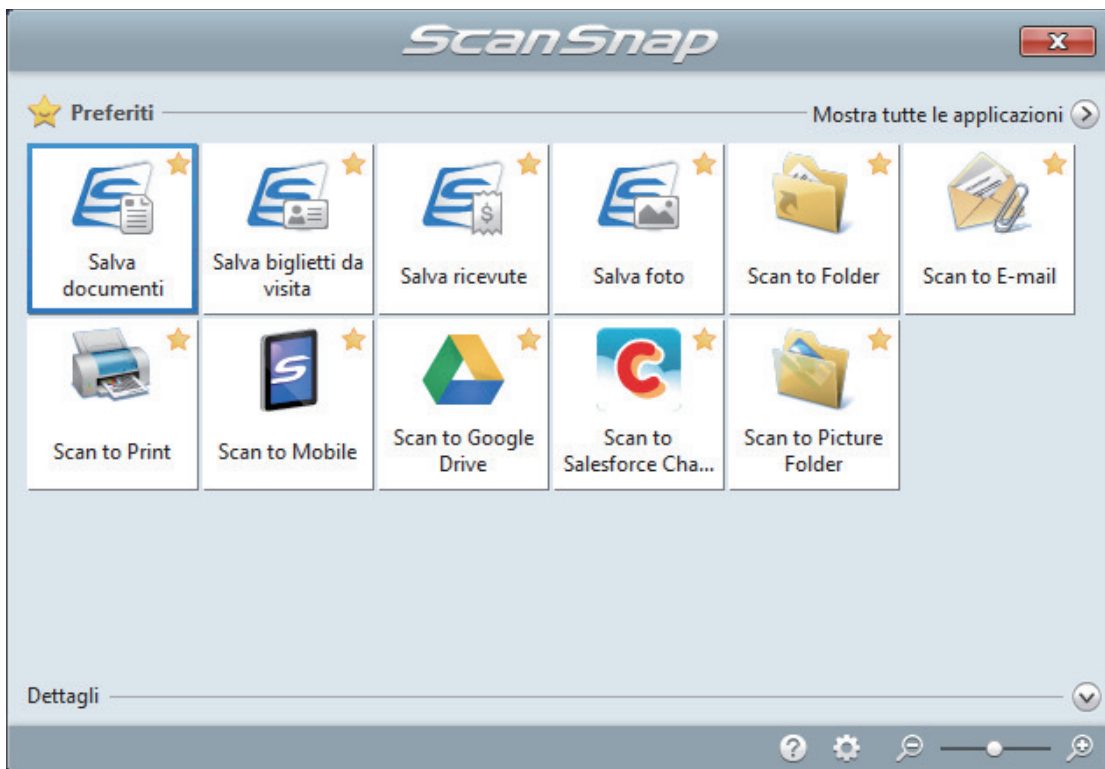 ScanSnap
X
Preferiti
Mostra tutte le applicazioni
Salva
documenti
Salva biglietti da
visita
Salva ricevute
Salva foto
Scan to Folder
Scan to E-mail
Scan to Print
Scan to Mobile
Scan to Google
Drive
Scan to
Salesforce Cha...
Scan to Picture
Folder
Dettagli